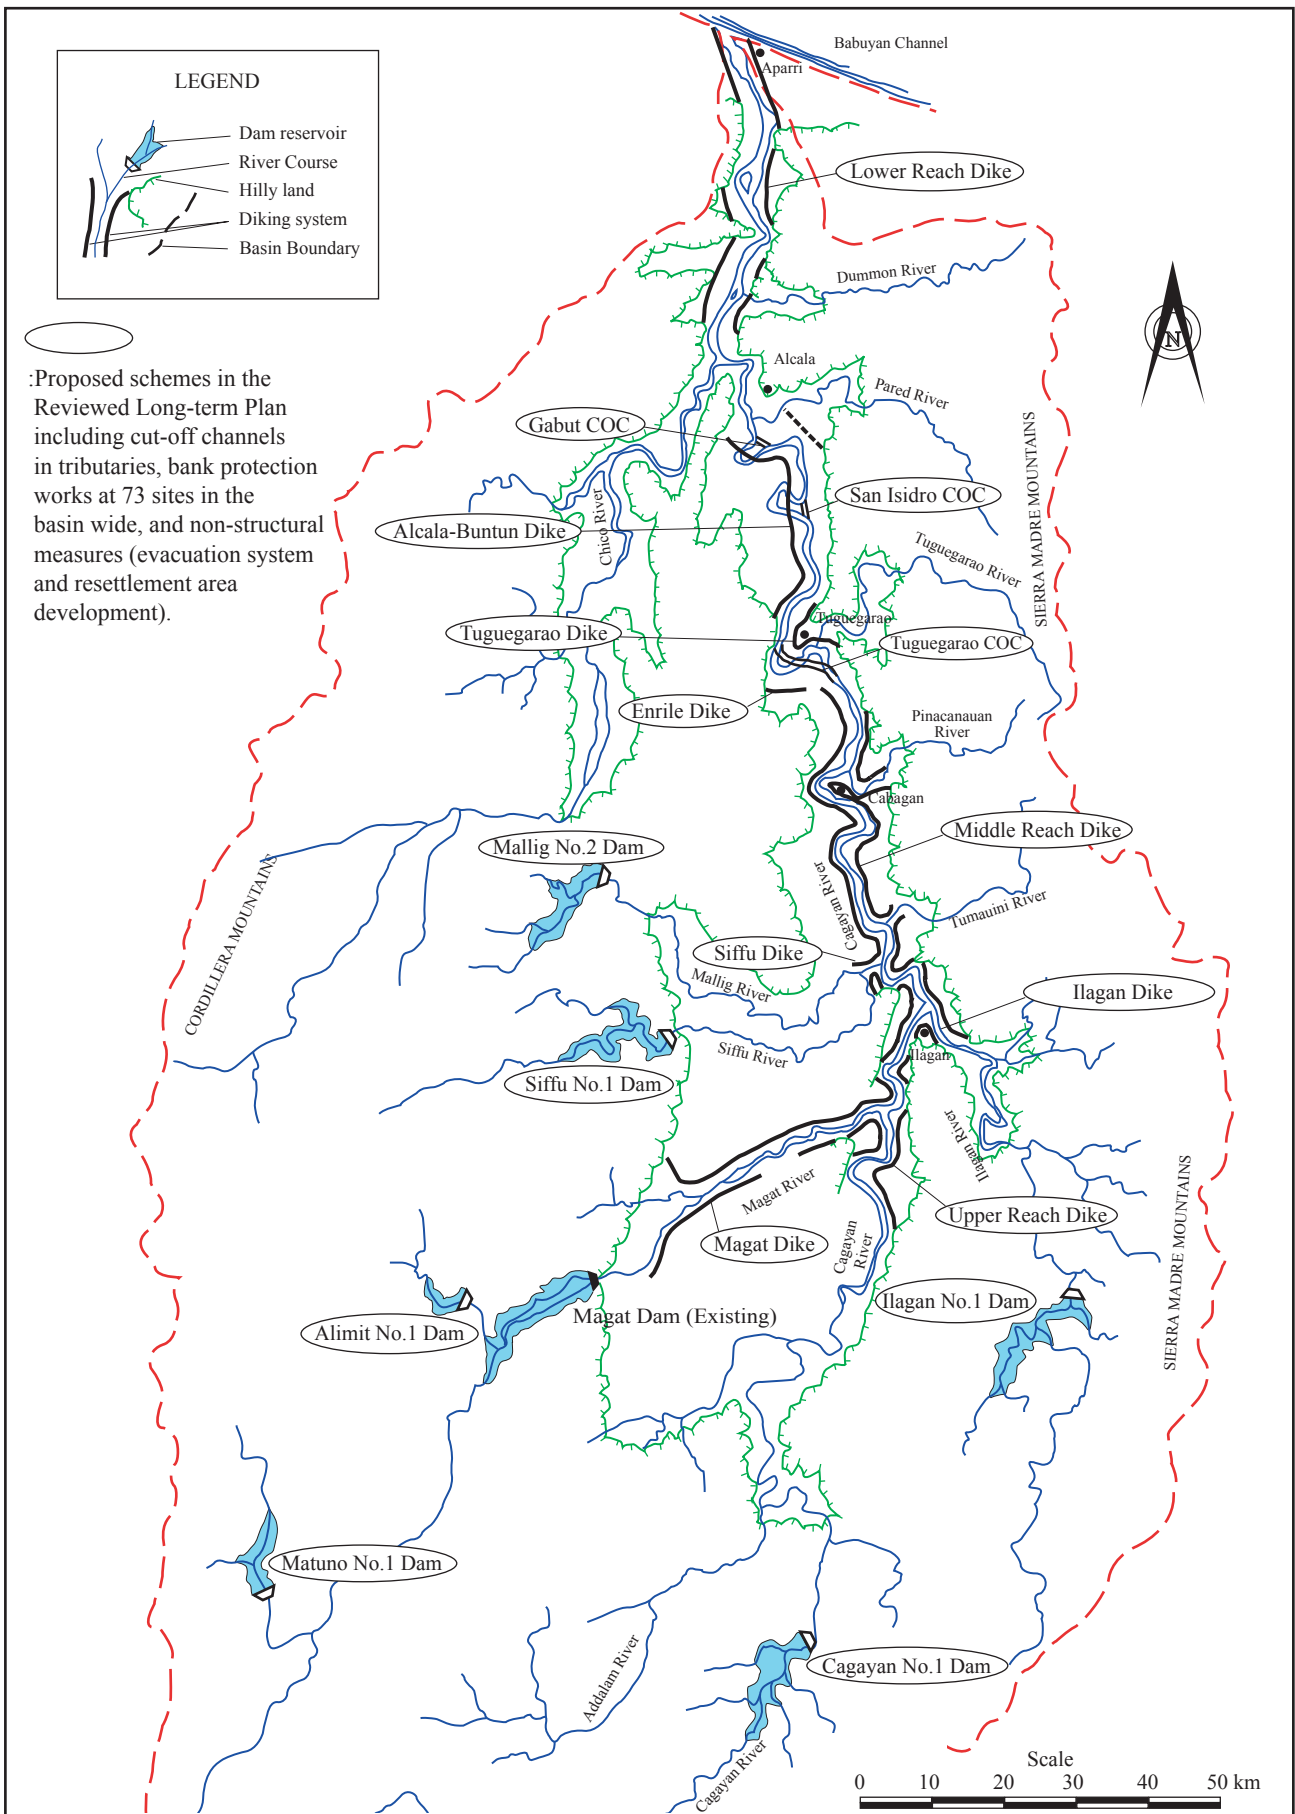 Babuyan Channel
Aparri
LEGEND
Dam reservoir
River Course
Hilly land
Diking system
Basin Boundary
Lower Reach Dike
Dummon River
N
:Proposed schemes in the
Reviewed Long-term Plan
including cut-off channels
in tributaries, bank protection
works at 73 sites in the
basin wide, and non-structural
measures (evacuation system
and resettlement area
development).
Alcala
Pared River
Gabut COC
SIERRA MADRE MOUNTAINS
San Isidro COC
Alcala-Buntun Dike
Chico River
Tuguegarao River
Tuguegarao
Tuguegarao Dike
Tuguegarao COC
Enrile Dike
Pinacanauan
River
Cabagan
Middle Reach Dike
Mallig No.2 Dam
CORDILLERA MOUNTAINS
Cagayan River
Tumauini River
Siffu Dike
Mallig River
Ilagan Dike
Siffu River
Ilagan
Siffu No.1 Dam
Ilagan River
Magat River
Upper Reach Dike
SIERRA MADRE MOUNTAINS
Magat Dike
Cagayan
River
Ilagan No.1 Dam
Magat Dam (Existing)
Alimit No.1 Dam
Matuno No.1 Dam
Addalam River
Cagayan No.1 Dam
Cagayan River
Scale
0 10 20 30 40 50 km